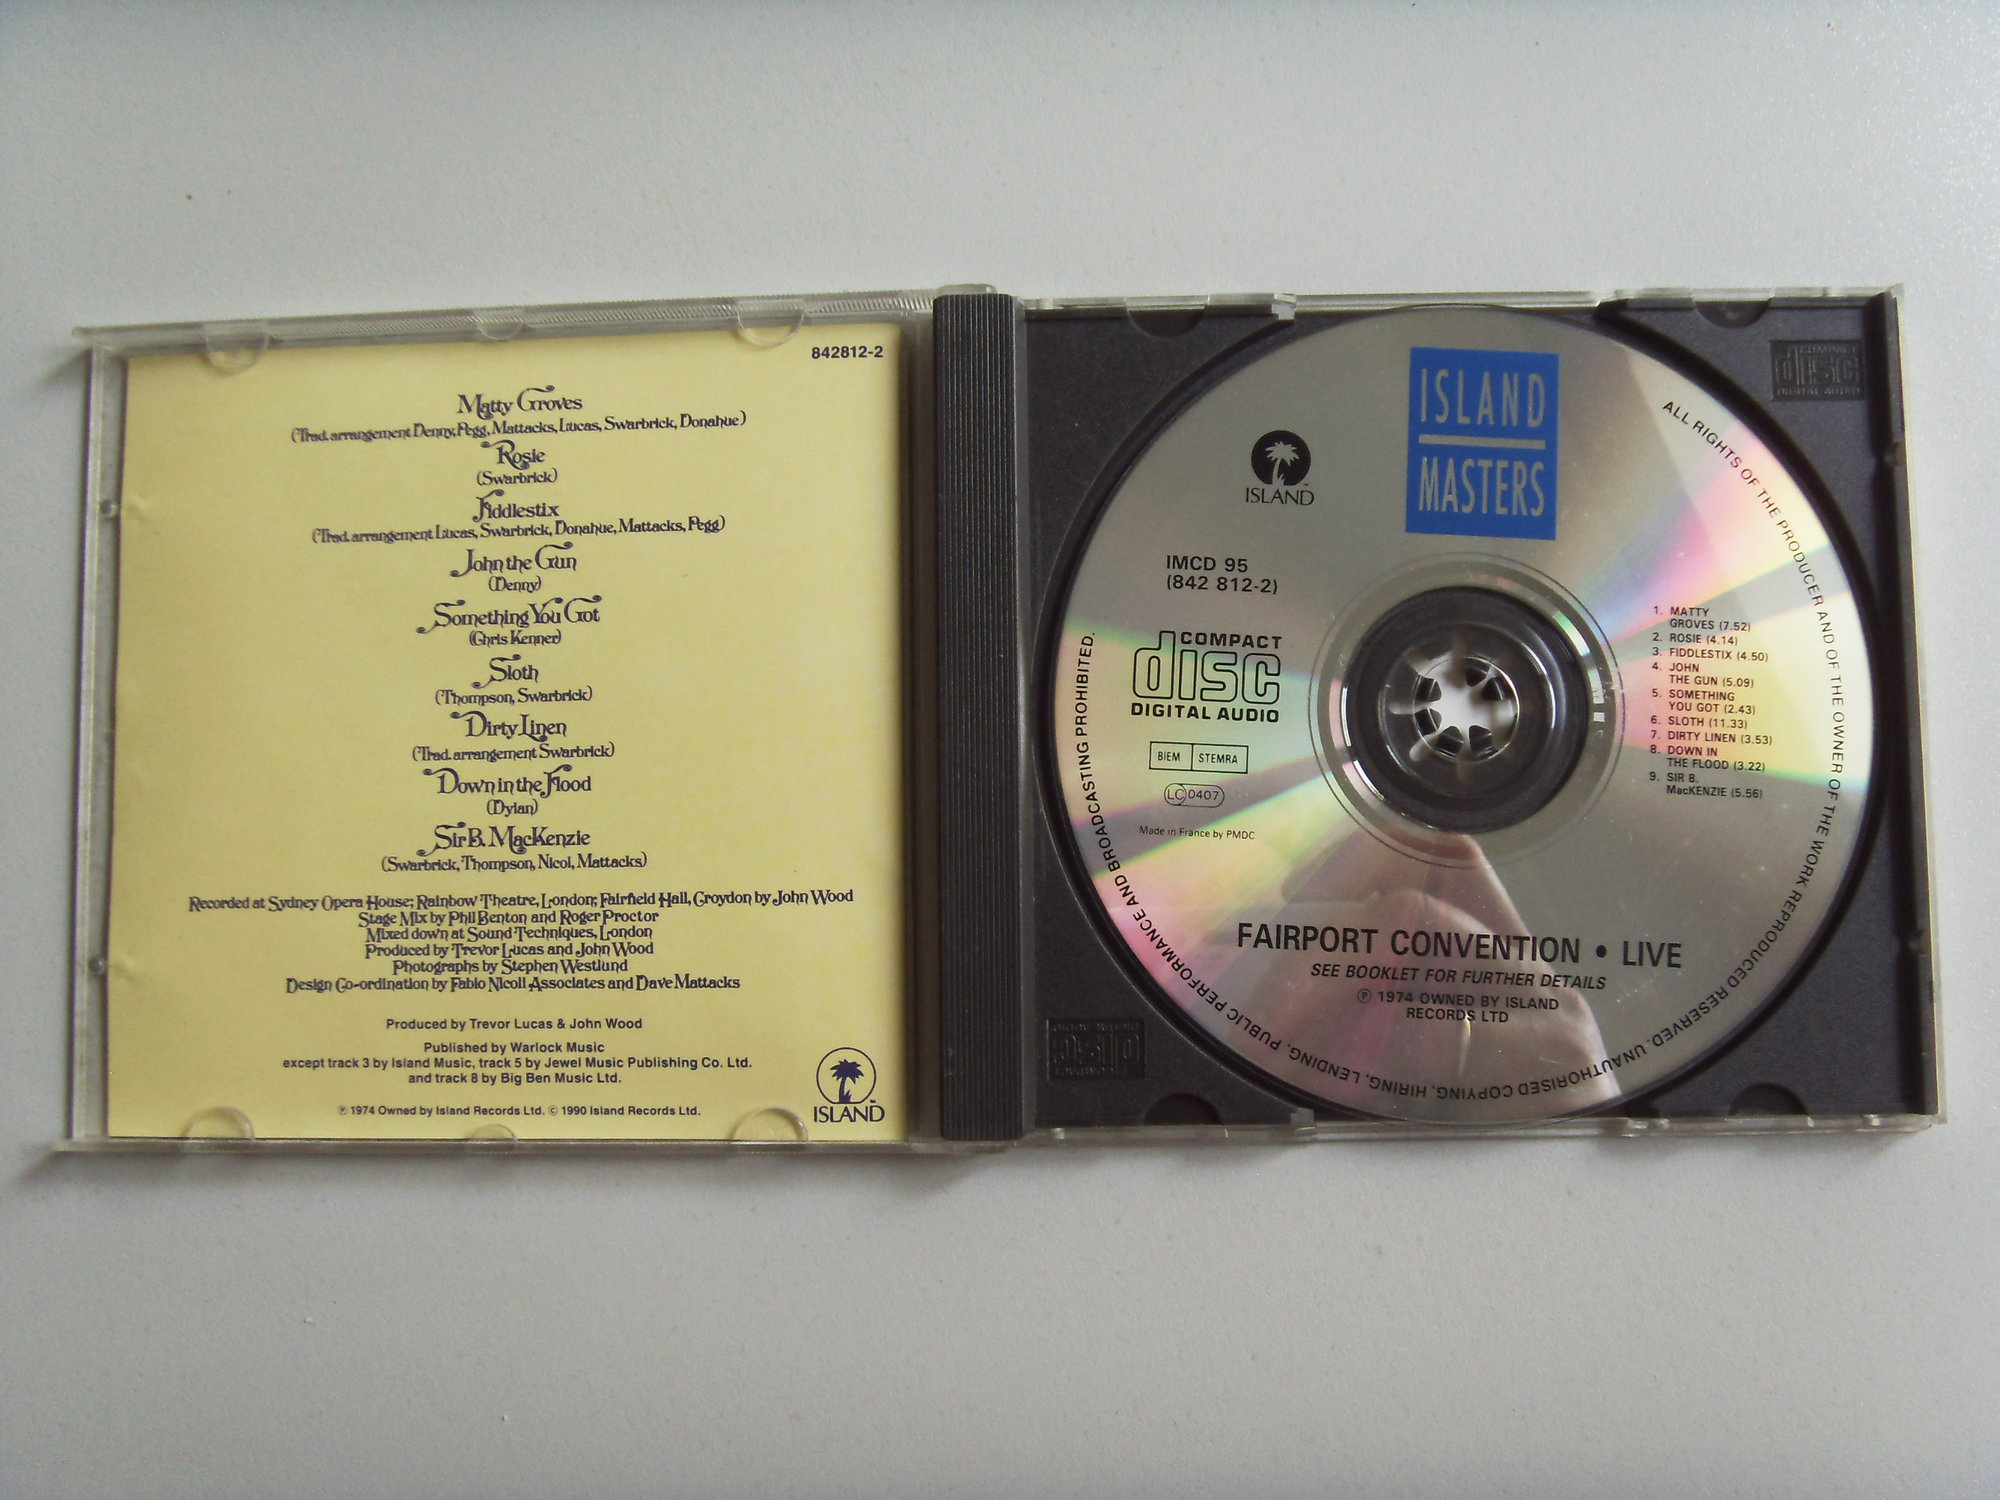 842812-2
Matty Groves
(Trad. arrangement Denny, Pegg, Mattacks, Lucas, Swarbrick, Donahue)
Rosie
(Swarbrick)
Fiddlestix
(Trad. arrangement Lucas, Swarbrick, Donahue, Mattacks, Pegg)
John the Gun
(Denny)
Something You Got
(Chris Kenner)
Sloth
(Thompson, Swarbrick)
Dirty Linen
(Trad. arrangement Swarbrick)
Down in the Flood
(Dylan)
Sir B. MacKenzie
(Swarbrick, Thompson, Nicol, Mattacks)
Recorded at Sydney Opera House; Rainbow Theatre, London; Fairfield Hall, Croydon by John Wood
Stage Mix by Phil Benton and Roger Proctor
Mixed down at Sound Techniques, London
Produced by Trevor Lucas and John Wood
Photographs by Stephen Westlund
Design Co-ordination by Fabio Nicoli Associates and Dave Mattacks
Produced by Trevor Lucas & John Wood
Published by Warlock Music
except track 3 by Island Music, track 5 by Jewel Music Publishing Co. Ltd.
and track 8 by Big Ben Music Ltd.
℗ 1974 Owned by Island Records Ltd. © 1990 Island Records Ltd.
ISLAND™
ISLAND
MASTERS
ISLAND™
IMCD 95
(842 812-2)
COMPACT
disc
DIGITAL AUDIO
BIEM STEMRA
LC 0407
Made in France by PMDC
1. MATTY
GROVES (7.52)
2. ROSIE (4.14)
3. FIDDLESTIX (4.50)
4. JOHN
THE GUN (5.09)
5. SOMETHING
YOU GOT (2.43)
6. SLOTH (11.33)
7. DIRTY LINEN (3.53)
8. DOWN IN
THE FLOOD (3.22)
9. SIR B.
MacKENZIE (5.56)
FAIRPORT CONVENTION • LIVE
SEE BOOKLET FOR FURTHER DETAILS
℗ 1974 OWNED BY ISLAND
RECORDS LTD
ALL RIGHTS OF THE PRODUCER AND OF THE OWNER OF THE WORK REPRODUCED RESERVED. UNAUTHORISED COPYING, HIRING, LENDING, PUBLIC PERFORMANCE AND BROADCASTING PROHIBITED.
COMPACT
disc
DIGITAL AUDIO
COMPACT
disc
DIGITAL AUDIO